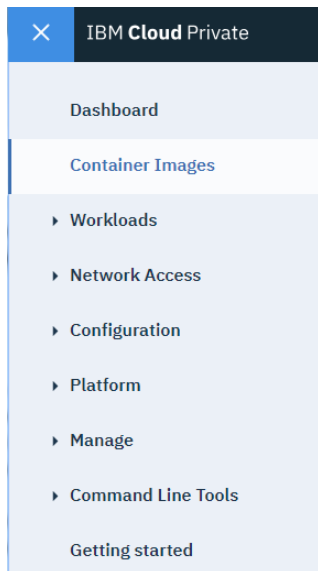 IBM Cloud Private
Dashboard
Container Images
Workloads
Network Access
Configuration
Platform
Manage
Command Line Tools
Getting started